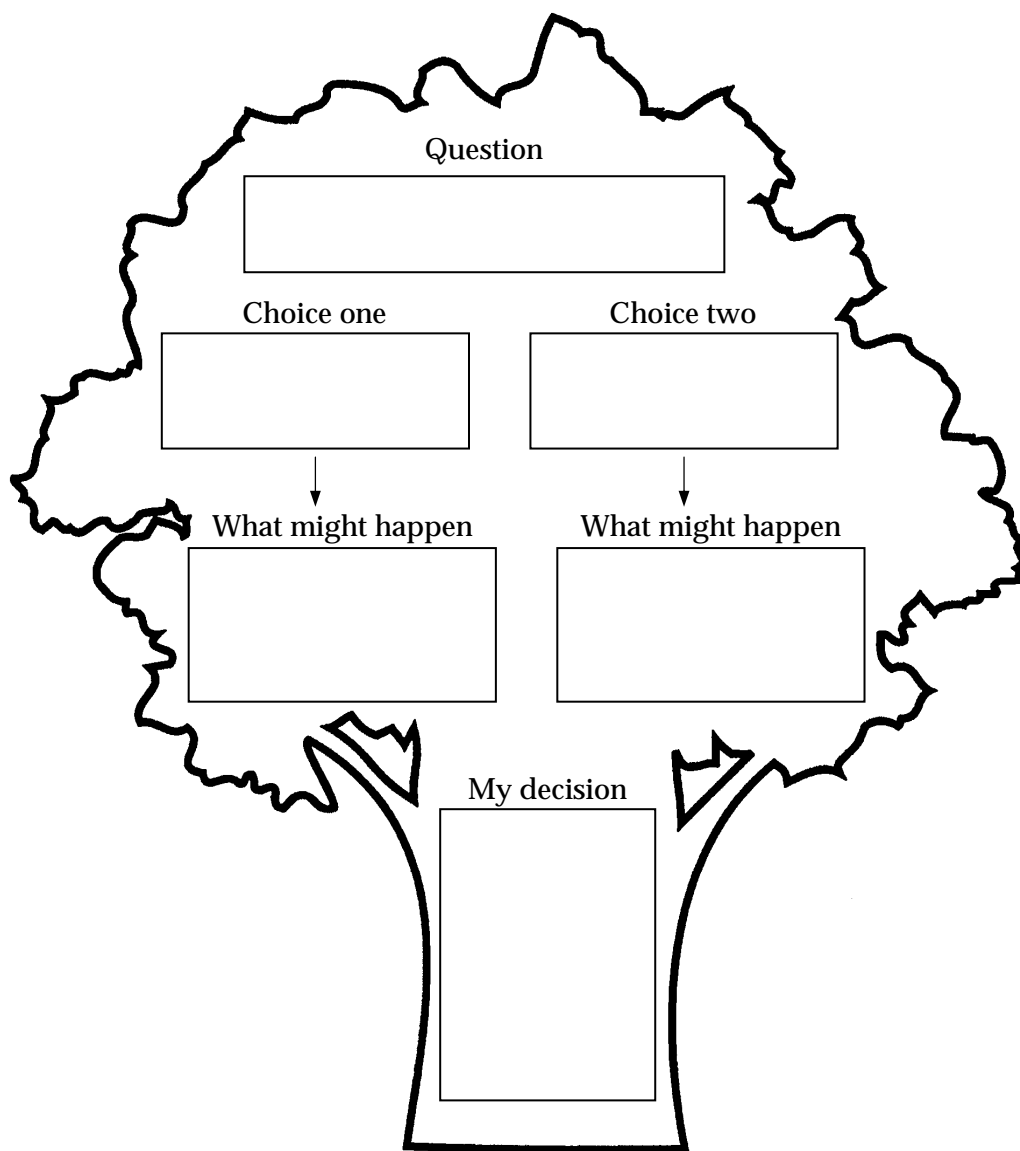 Question
Choice one
Choice two
What might happen
What might happen
My decision